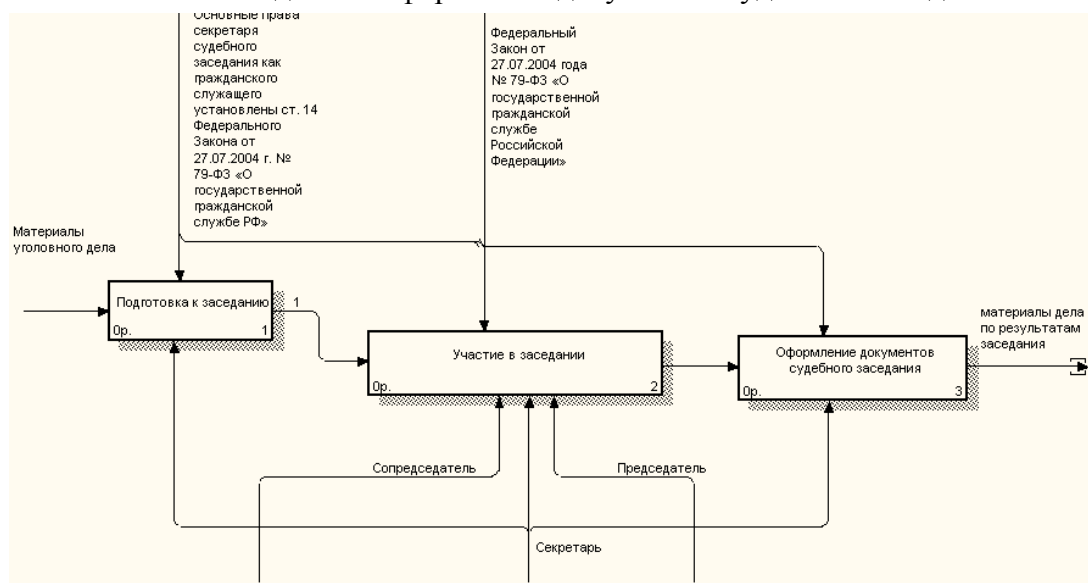 Основные права
секретаря
судебного
заседания как
гражданского
служащего
установлены ст. 14
Федерального
Закона от
27.07.2004 г. №
79-ФЗ «О
государственной
гражданской
службе РФ»
Федеральный
Закон от
27.07.2004 года
№ 79-ФЗ «О
государственной
гражданской
службе
Российской
Федерации»
Материалы
уголовного дела
Подготовка к заседанию
0р.
1
1
Участие в заседании
0р.
2
Оформление документов
судебного заседания
0р.
3
материалы дела
по результатам
заседания
Сопредседатель
Председатель
Секретарь